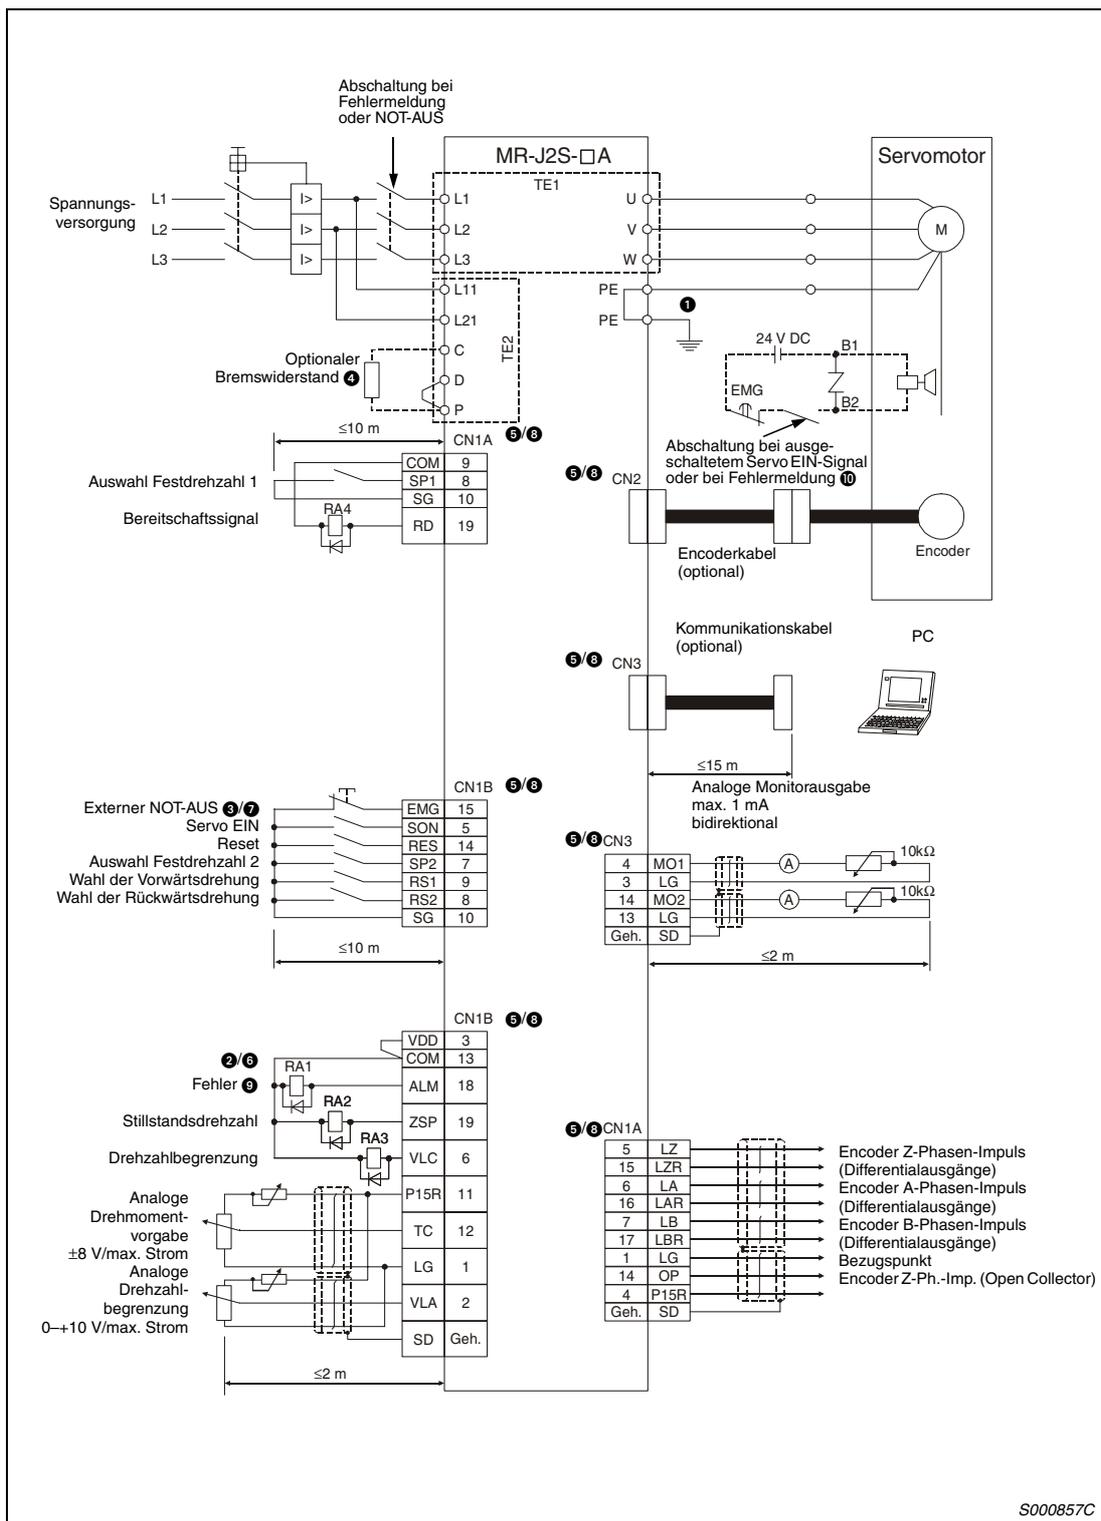 Abschaltung bei
Fehlermeldung
oder NOT-AUS
MR-J2S-□A
Servomotor
TE1
Spannungs-
versorgung
L1
I>
L1
U
L2
I>
L2
V
M
L3
I>
L3
W
L11
PE
❶
L21
PE
TE2
C
24 V DC
B1
Optionaler
Bremswiderstand ❹
D
EMG
P
B2
≤10 m
CN1A ❺/❽
Abschaltung bei ausge-
schaltetem Servo EIN-Signal
oder bei Fehlermeldung ❿
COM 9
Auswahl Festdrehzahl 1
SP1 8
SG 10
RA4
Bereitschaftssignal
RD 19
❺/❽ CN2
Encoderkabel
(optional)
Encoder
Kommunikationskabel
(optional)
PC
❺/❽ CN3
≤15 m
Analoge Monitorausgabe
max. 1 mA
bidirektional
CN1B ❺/❽
Externer NOT-AUS ❸/❼
EMG 15
Servo EIN
SON 5
Reset
RES 14
Auswahl Festdrehzahl 2
SP2 7
Wahl der Vorwärtsdrehung
RS1 9
Wahl der Rückwärtsdrehung
RS2 8
SG 10
≤10 m
❺/❽ CN3
4 MO1
A
10kΩ
3 LG
14 MO2
A
10kΩ
13 LG
Geh. SD
≤2 m
CN1B ❺/❽
VDD 3
❷/❻
COM 13
RA1
Fehler ❾
ALM 18
RA2
Stillstandsdrehzahl
ZSP 19
RA3
Drehzahlbegrenzung
VLC 6
P15R 11
Analoge
Drehmoment-
vorgabe
±8 V/max. Strom
TC 12
LG 1
Analoge
Drehzahl-
begrenzung
0–+10 V/max. Strom
VLA 2
SD Geh.
≤2 m
❺/❽ CN1A
5 LZ
Encoder Z-Phasen-Impuls
15 LZR
(Differentialausgänge)
6 LA
Encoder A-Phasen-Impuls
16 LAR
(Differentialausgänge)
7 LB
Encoder B-Phasen-Impuls
17 LBR
(Differentialausgänge)
1 LG
Bezugspunkt
14 OP
Encoder Z-Ph.-Imp. (Open Collector)
4 P15R
Geh. SD
S000857C